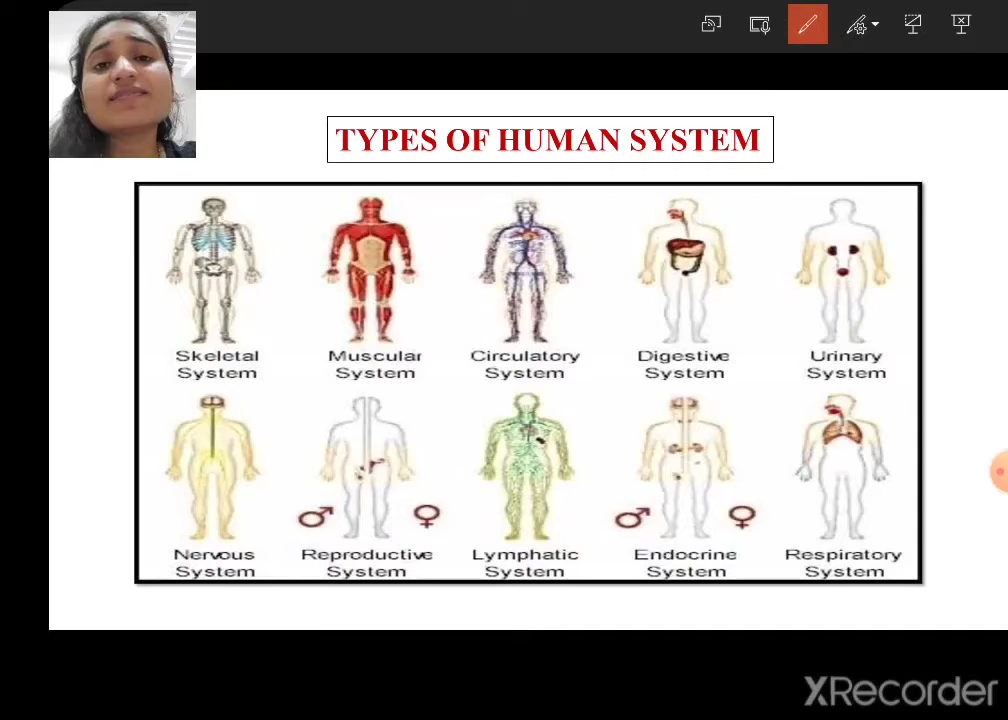 TYPES OF HUMAN SYSTEM
Skeletal
System
Muscular
System
Circulatory
System
Digestive
System
Urinary
System
Nervous
System
Reproductive
System
Lymphatic
System
Endocrine
System
Respiratory
System
XRecorder